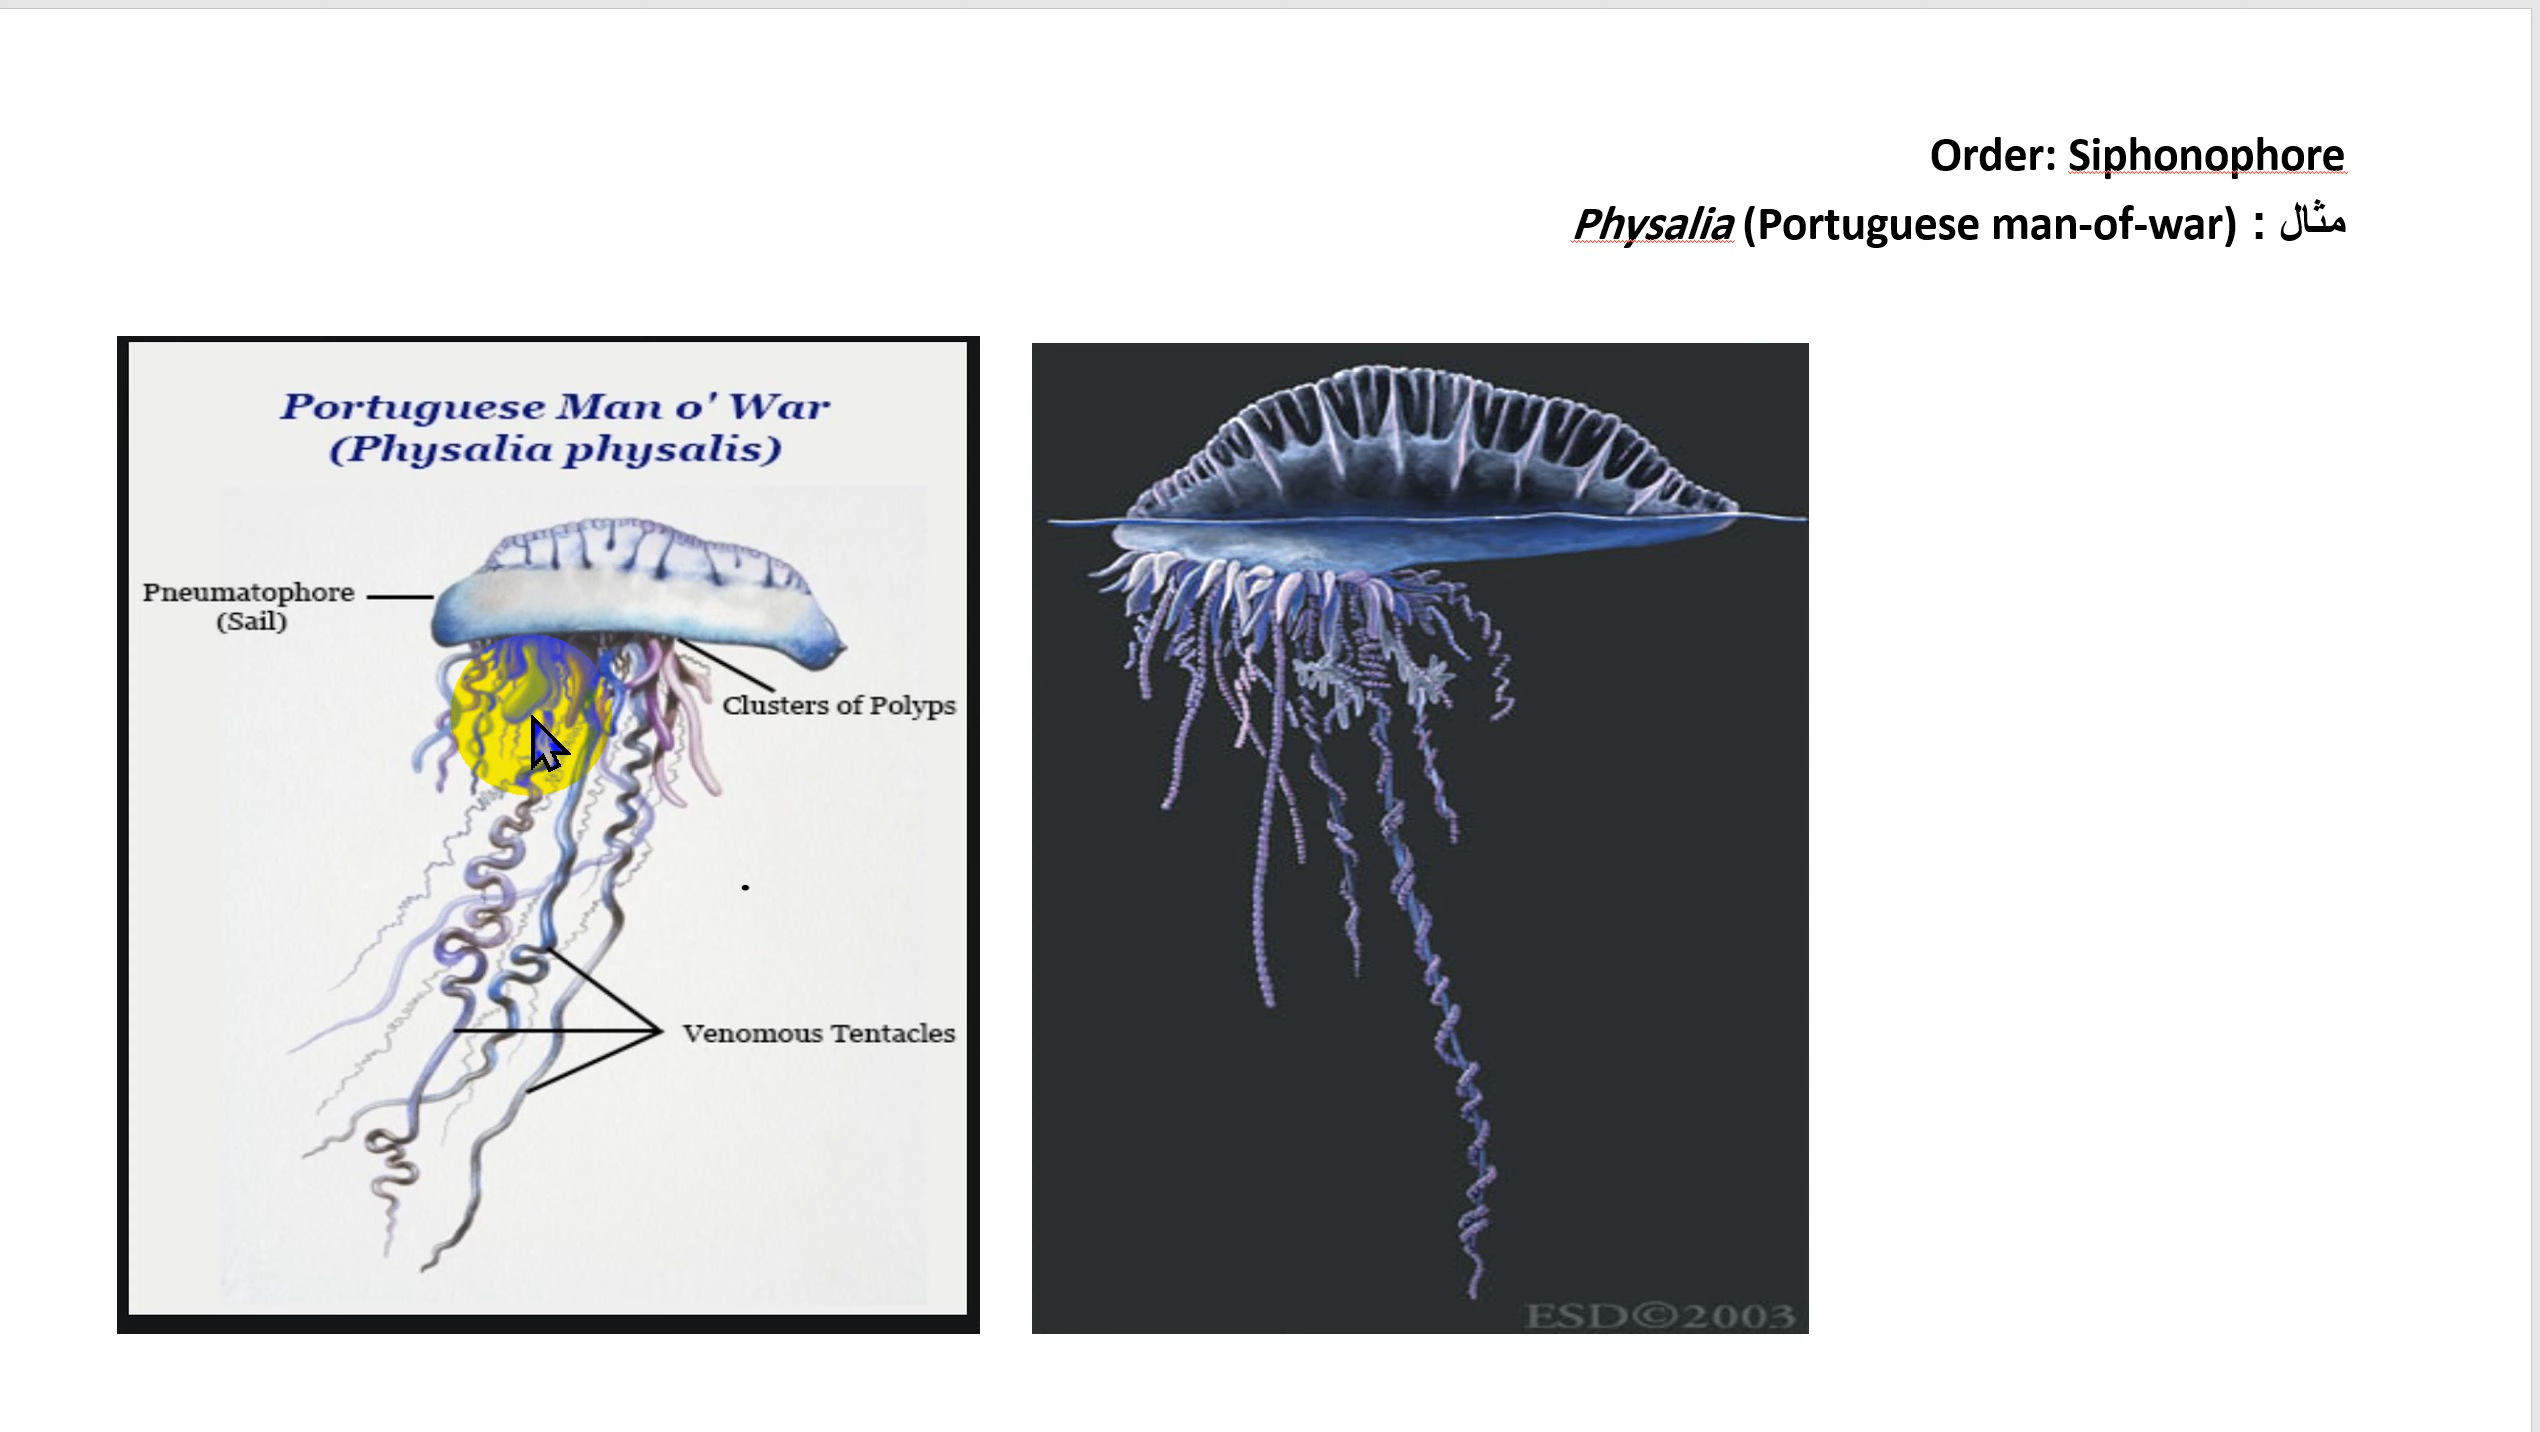 Order: Siphonophore
مثال : Physalia (Portuguese man-of-war)
Portuguese Man o' War
(Physalia physalis)
Pneumatophore
(Sail)
Clusters of Polyps
Venomous Tentacles
ESD©2003